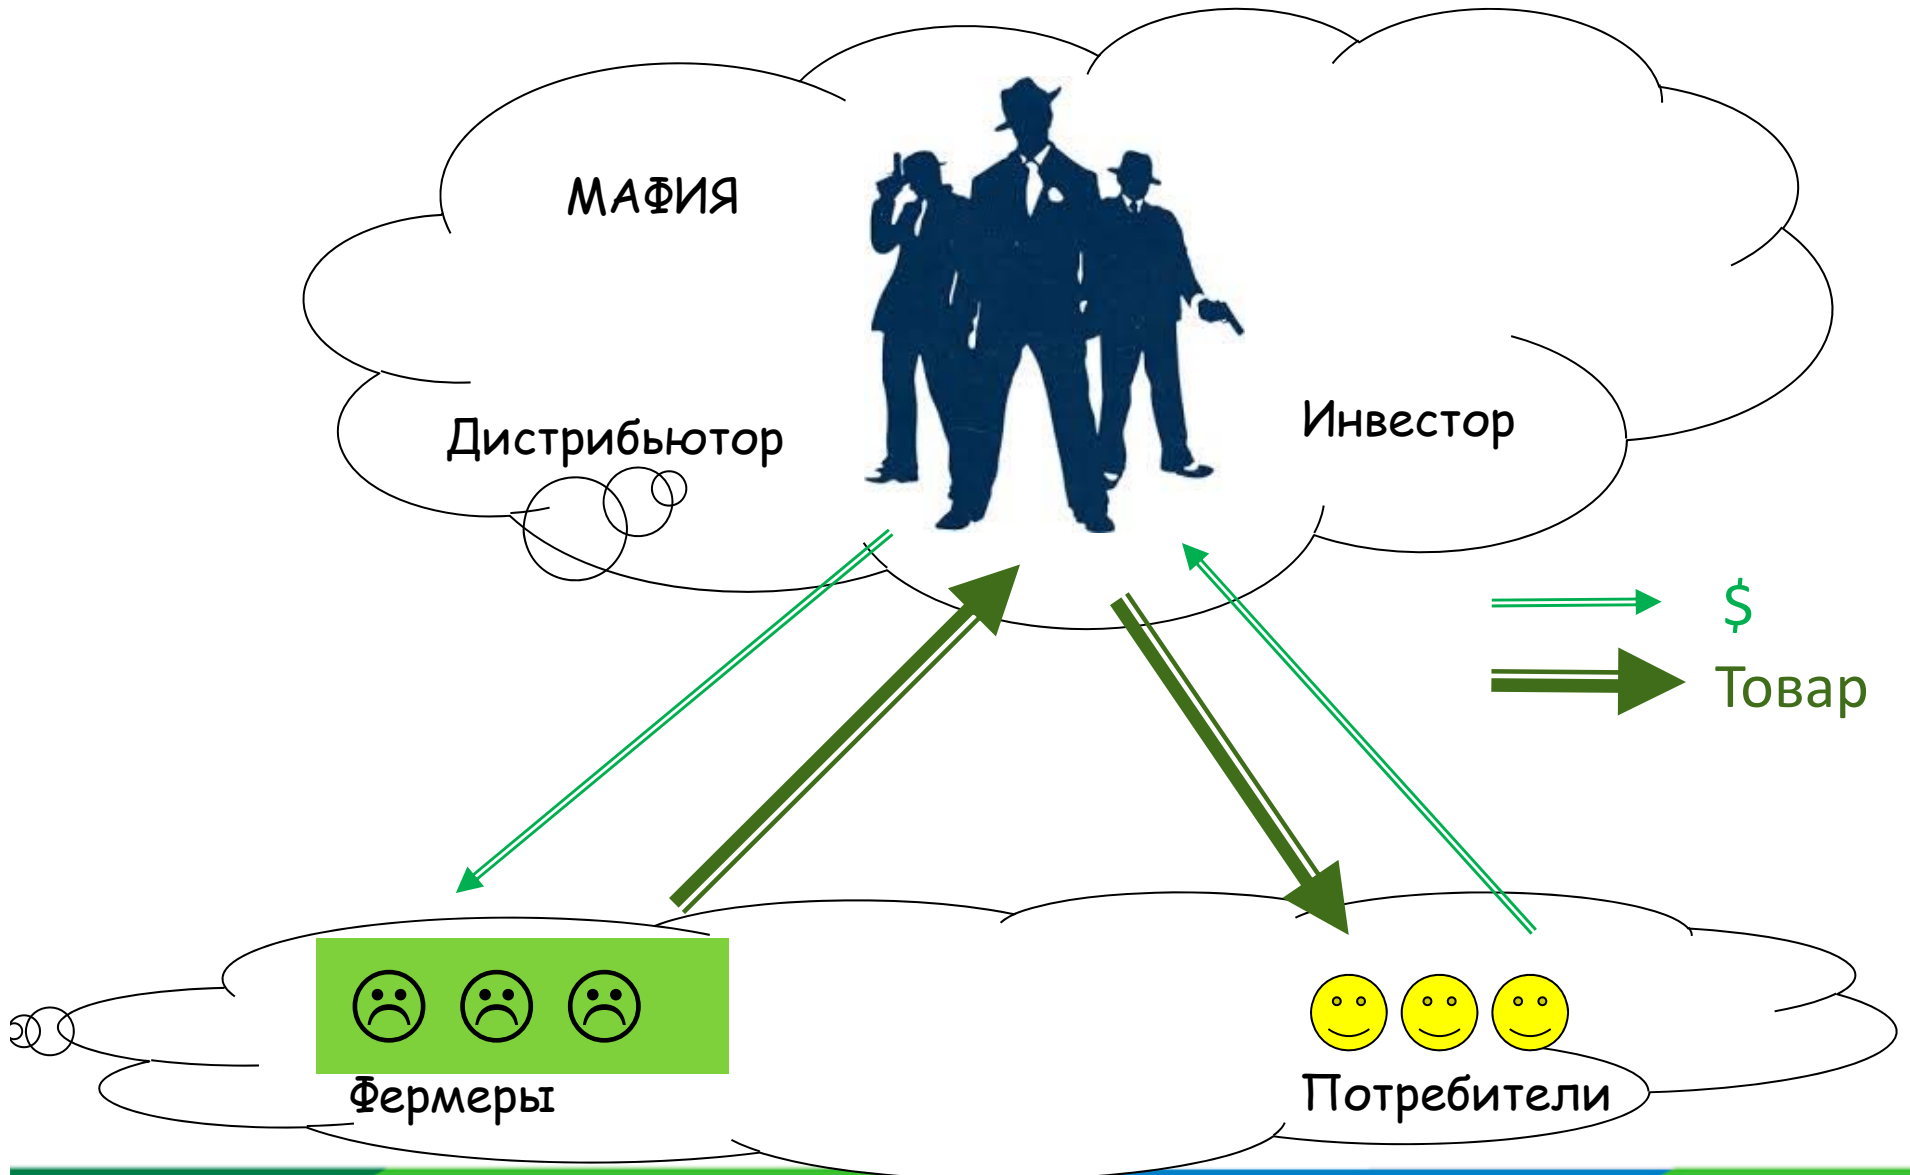 МАФИЯ
Дистрибьютор
Инвестор
$
Товар
Фермеры
Потребители